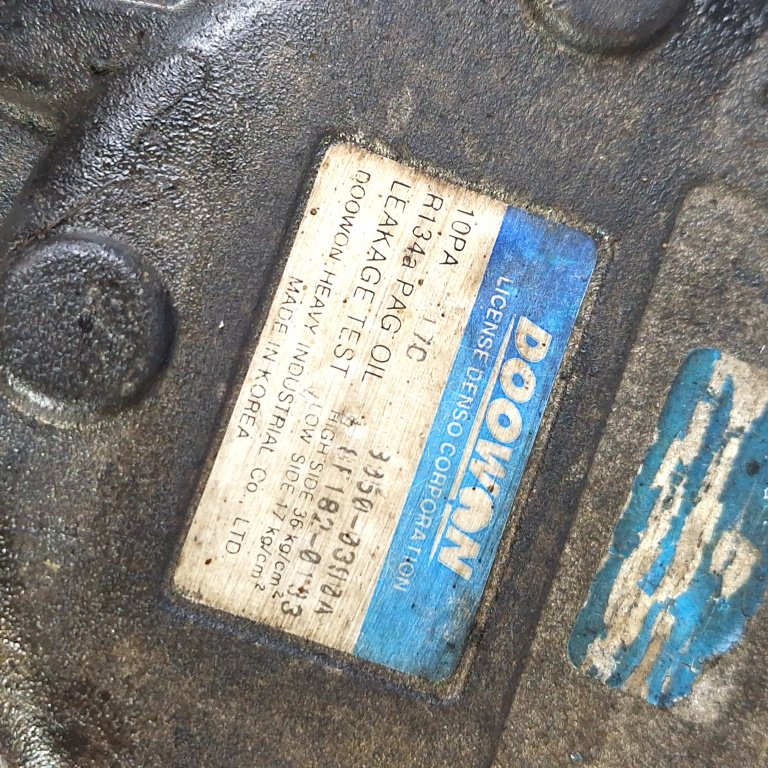 DOOWON
LICENSE DENSO CORPORATION
10PA 17C
R134a PAG OIL
LEAKAGE TEST HIGH SIDE 36 kg/cm2
LOW SIDE 17 kg/cm2
DOOWON HEAVY INDUSTRIAL Co., LTD.
MADE IN KOREA